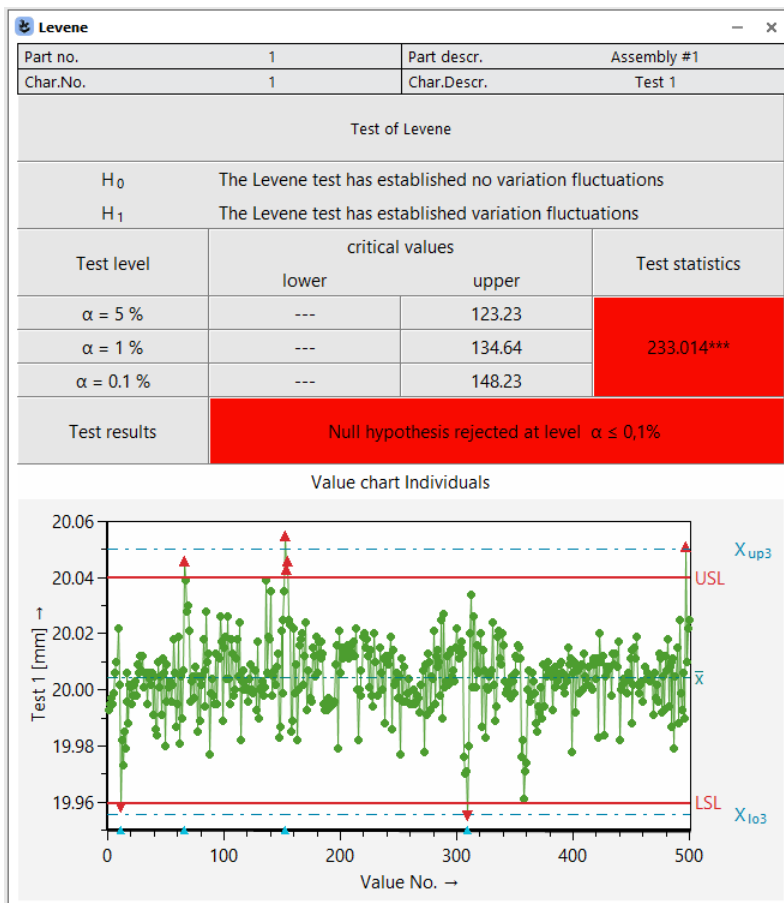 Levene
Part no. 1 Part descr. Assembly #1
Char.No. 1 Char.Descr. Test 1
Test of Levene
H0 The Levene test has established no variation fluctuations
H1 The Levene test has established variation fluctuations
Test level critical values Test statistics
lower upper
α = 5 % --- 123.23
α = 1 % --- 134.64 233.014***
α = 0.1 % --- 148.23
Test results Null hypothesis rejected at level α ≤ 0,1%
Value chart Individuals
20.06
Xup3
20.04 USL
20.02
20.00 x̄
19.98
19.96 LSL
Xlo3
Test 1 [mm] →
0 100 200 300 400 500
Value No. →